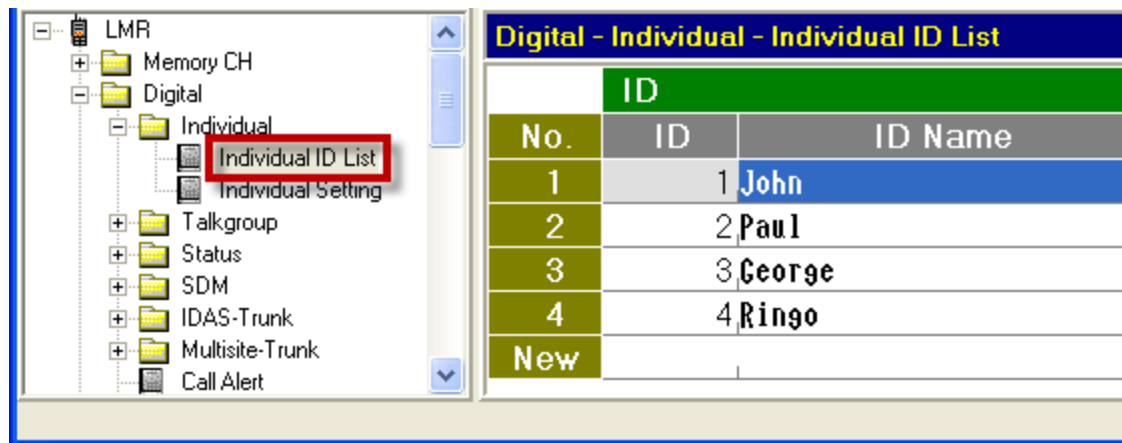 LMR
Memory CH
Digital
Individual
Individual ID List
Individual Setting
Talkgroup
Status
SDM
IDAS-Trunk
Multisite-Trunk
Call Alert
Digital - Individual - Individual ID List
ID
No. ID ID Name
1 1 John
2 2 Paul
3 3 George
4 4 Ringo
New